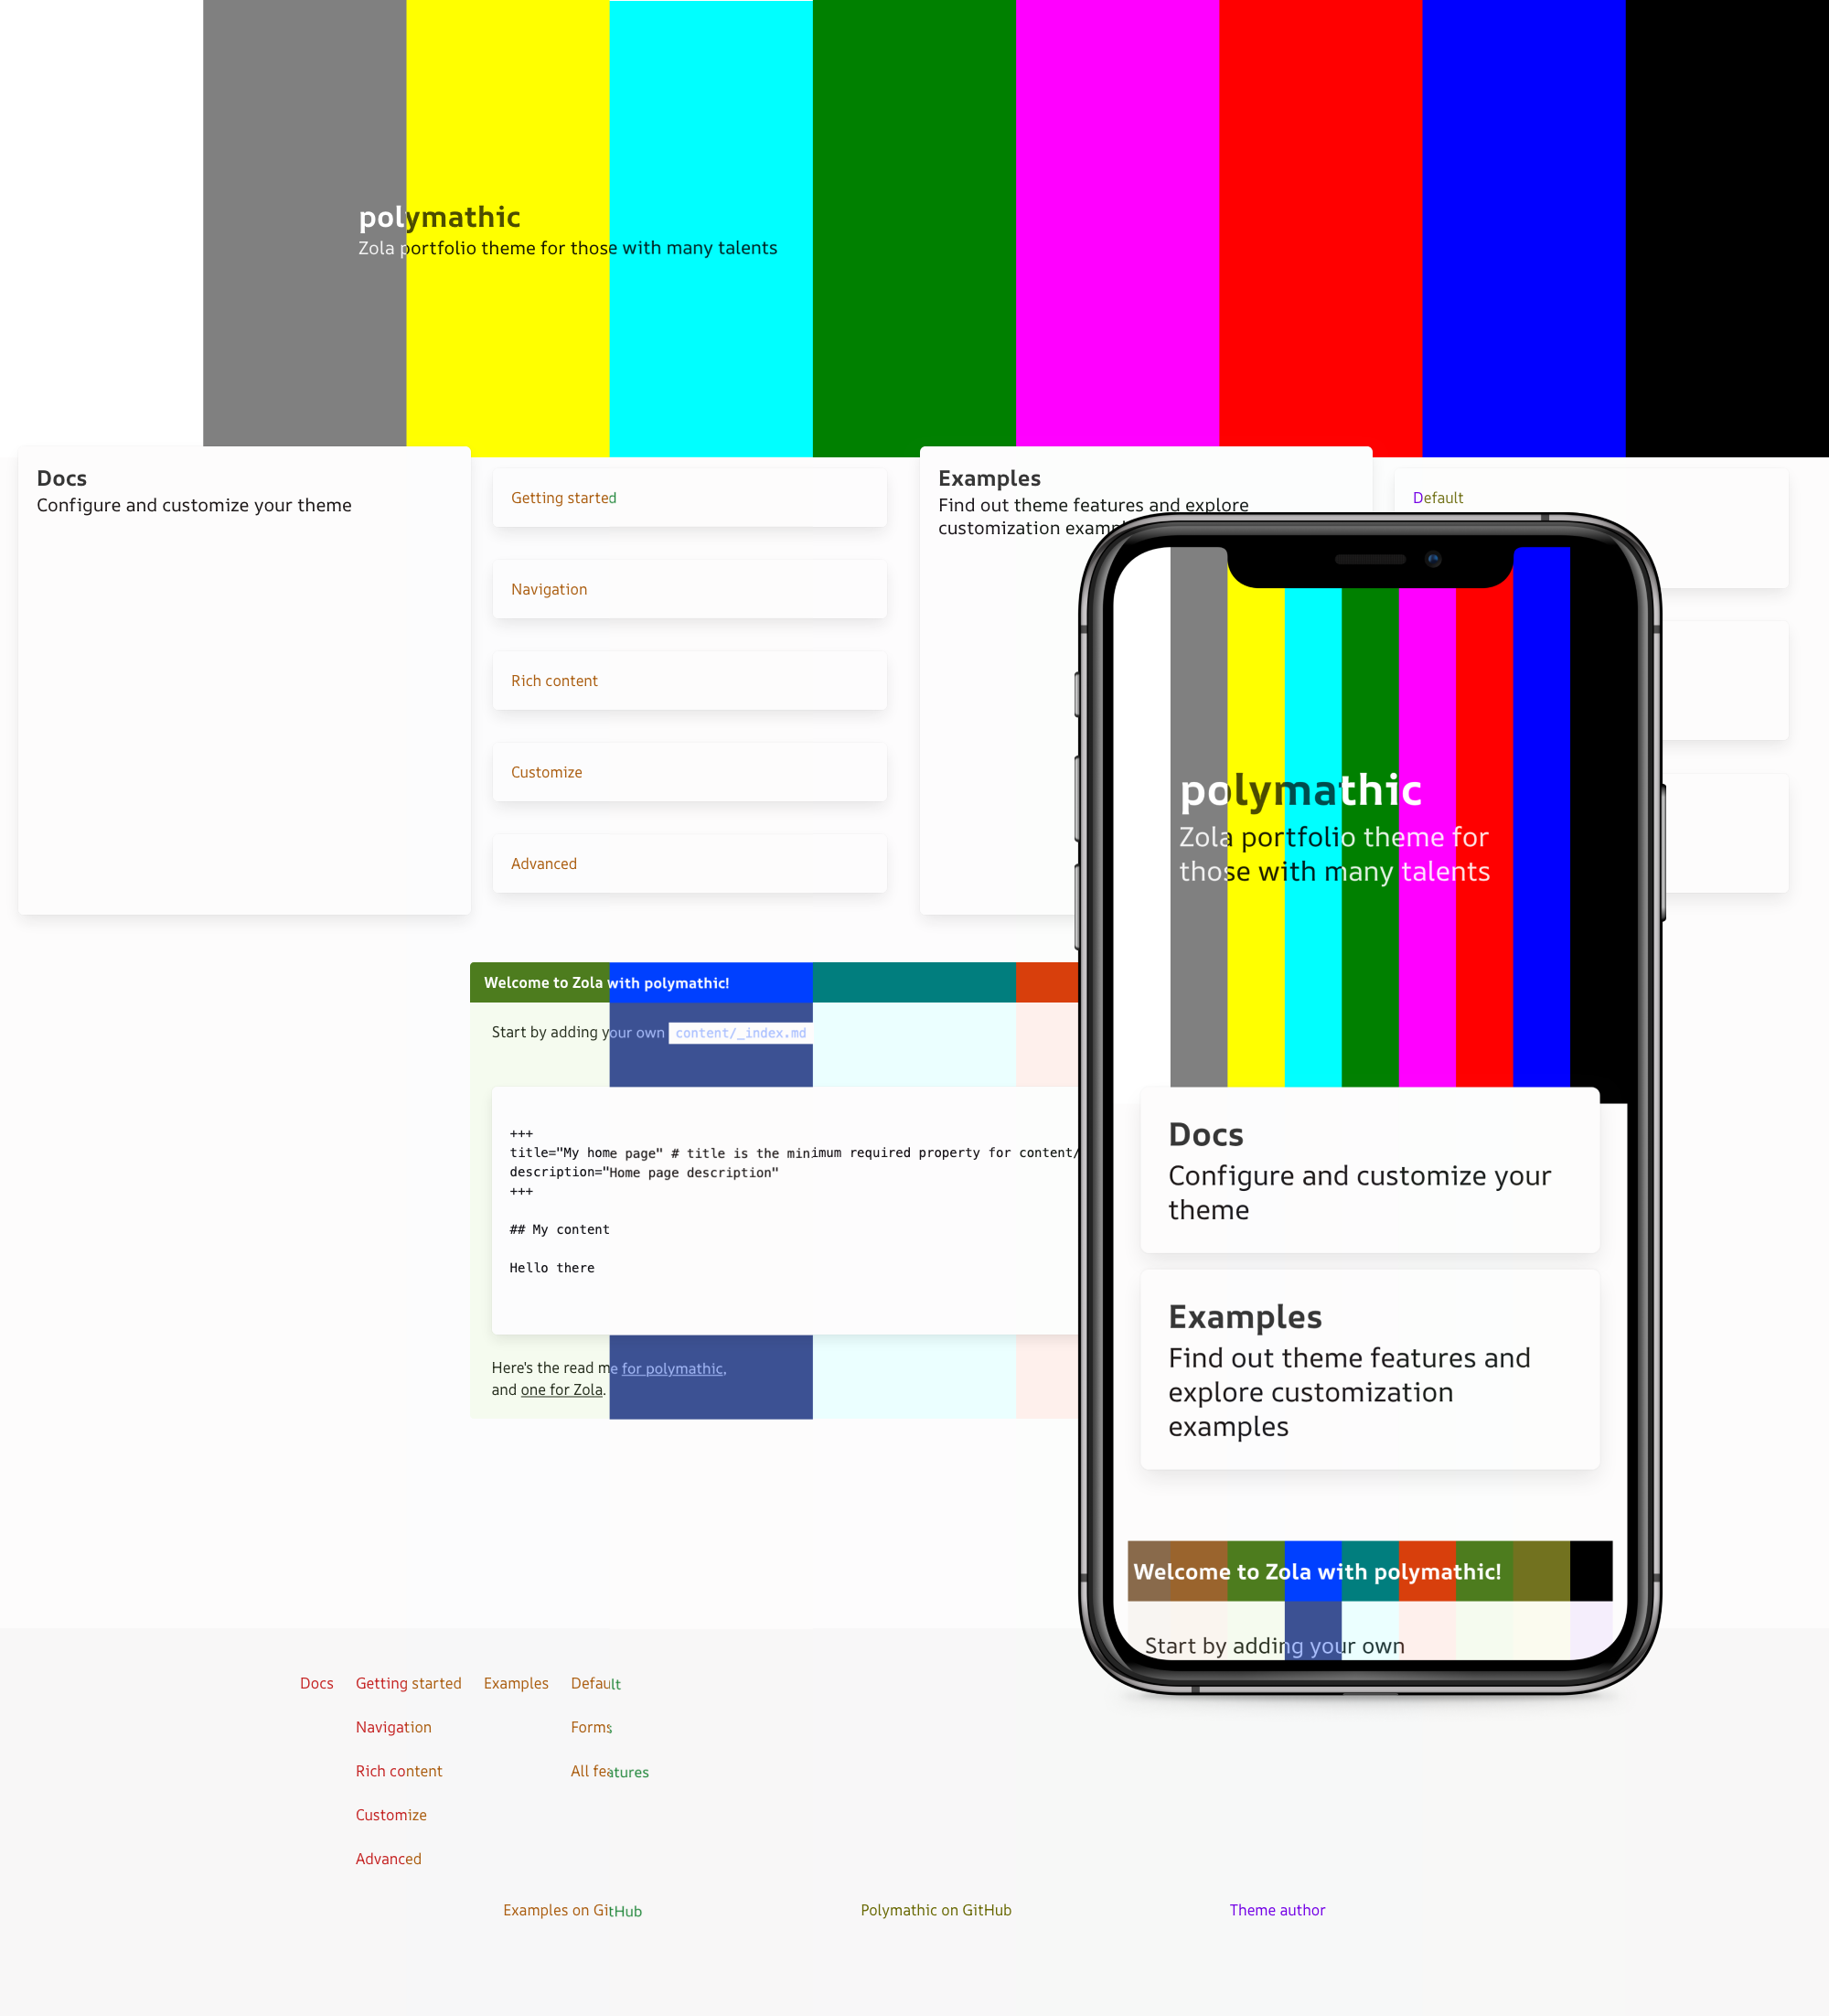 polymathic
Zola portfolio theme for those with many talents
Docs
Configure and customize your theme
Getting started
Navigation
Rich content
Customize
Advanced
Examples
Find out theme features and explore
customization
Default
Welcome to Zola with polymathic!
Start by adding your own content/_index.md
+++
title="My home page" # title is the minimum required property for content/
description="Home page description"
+++
## My content
Hello there
Here's the read me for polymathic,
and one for Zola.
polymathic
Zola portfolio theme for
those with many talents
Docs
Configure and customize your
theme
Examples
Find out theme features and
explore customization
examples
Welcome to Zola with polymathic!
Start by adding your own
Docs Getting started Examples Default
Navigation Forms
Rich content All features
Customize
Advanced
Examples on GitHub Polymathic on GitHub Theme author